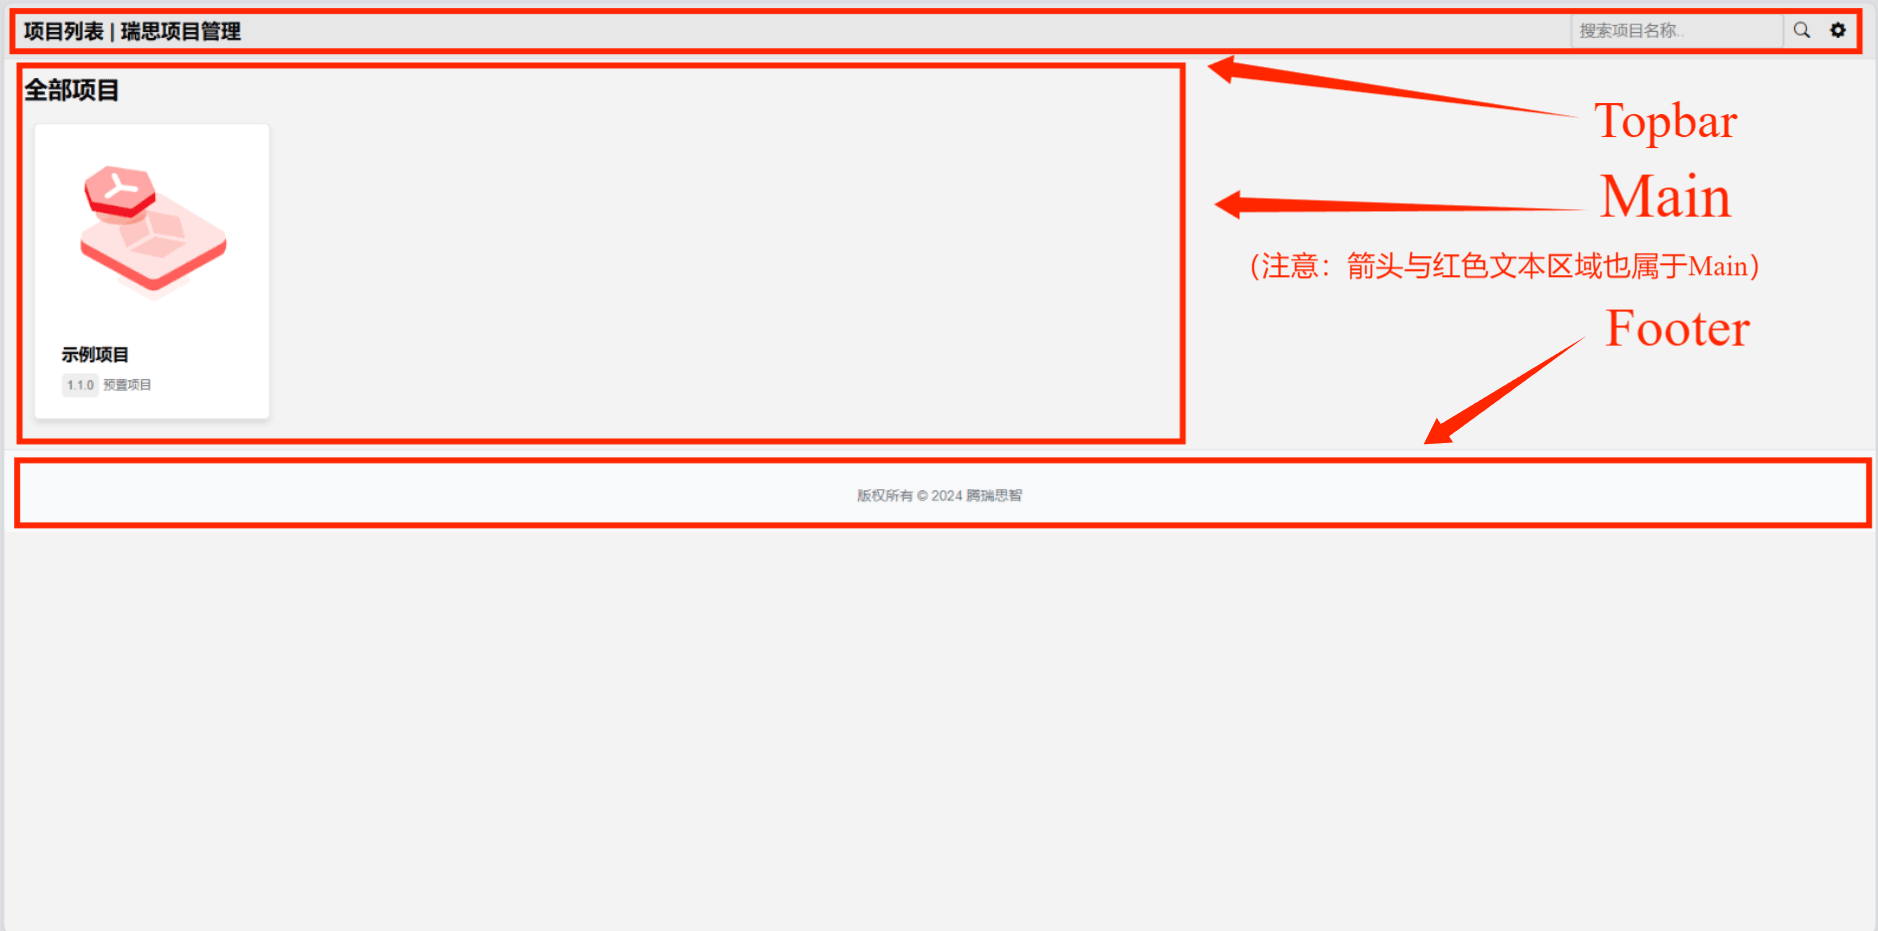 项目列表 | 瑞思项目管理
搜索项目名称..
全部项目
Topbar
Main
（注意：箭头与红色文本区域也属于Main）
Footer
示例项目
1.1.0 预置项目
版权所有 © 2024 腾瑞思智